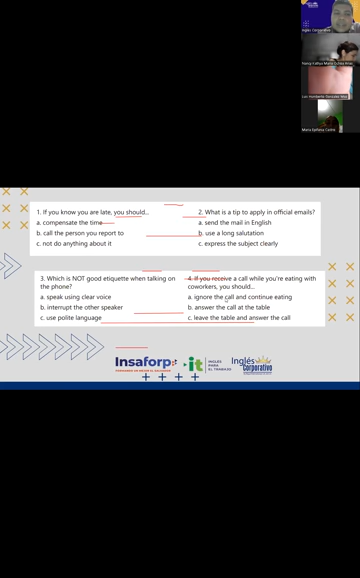 Inglés Corporativo
1. If you know you are late, you should...
a. compensate the time
b. call the person you report to
c. not do anything about it
2. What is a tip to apply in official emails?
a. send the mail in English
b. use a long salutation
c. express the subject clearly
3. Which is NOT good etiquette when talking on
the phone?
a. speak using clear voice
b. interrupt the other speaker
c. use polite language
4. If you receive a call while you're eating with
coworkers, you should...
a. ignore the call and continue eating
b. answer the call at the table
c. leave the table and answer the call
Insaforp
it
INGLÉS
PARA
EL TRABAJO
Inglés
Corporativo